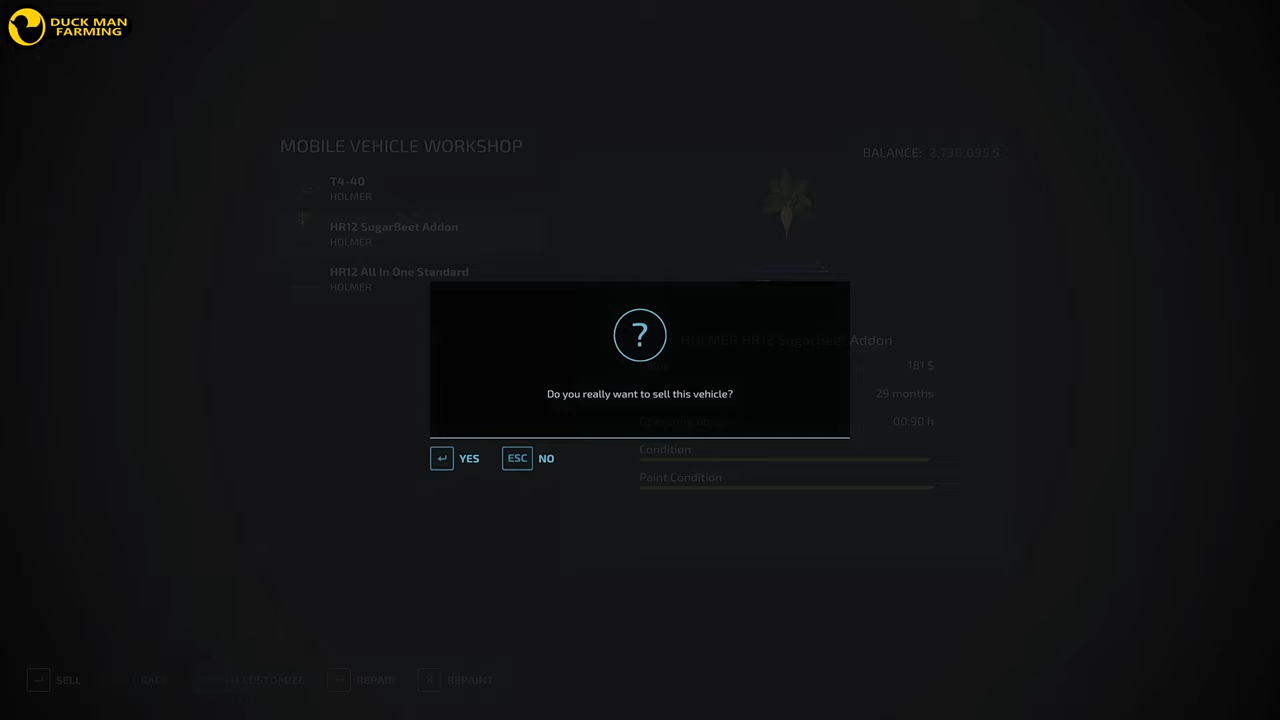 DUCK MAN
FARMING
MOBILE VEHICLE WORKSHOP
BALANCE: 2,738,095 $
T4-40
HOLMER
HR12 SugarBeet Addon
HOLMER
HR12 All In One Standard
HOLMER
?
HOLMER HR12 SugarBeet Addon
181 $
Do you really want to sell this vehicle?
29 months
00:90 h
Condition
ESC
YES
NO
Paint Condition
SELL
BACK
CUSTOMIZE
REPAIR
X REPAINT